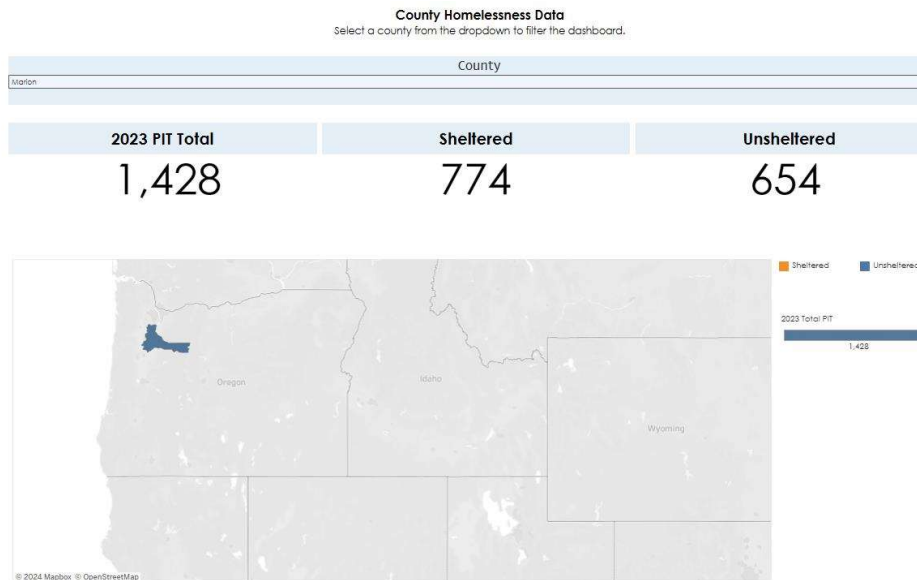 County Homelessness Data
Select a county from the dropdown to filter the dashboard.
County
Marion
2023 PIT Total
Sheltered
Unsheltered
1,428
774
654
Sheltered
Unsheltered
2023 Total PIT
1,428
Oregon
Idaho
Wyoming
© 2024 Mapbox © OpenStreetMap